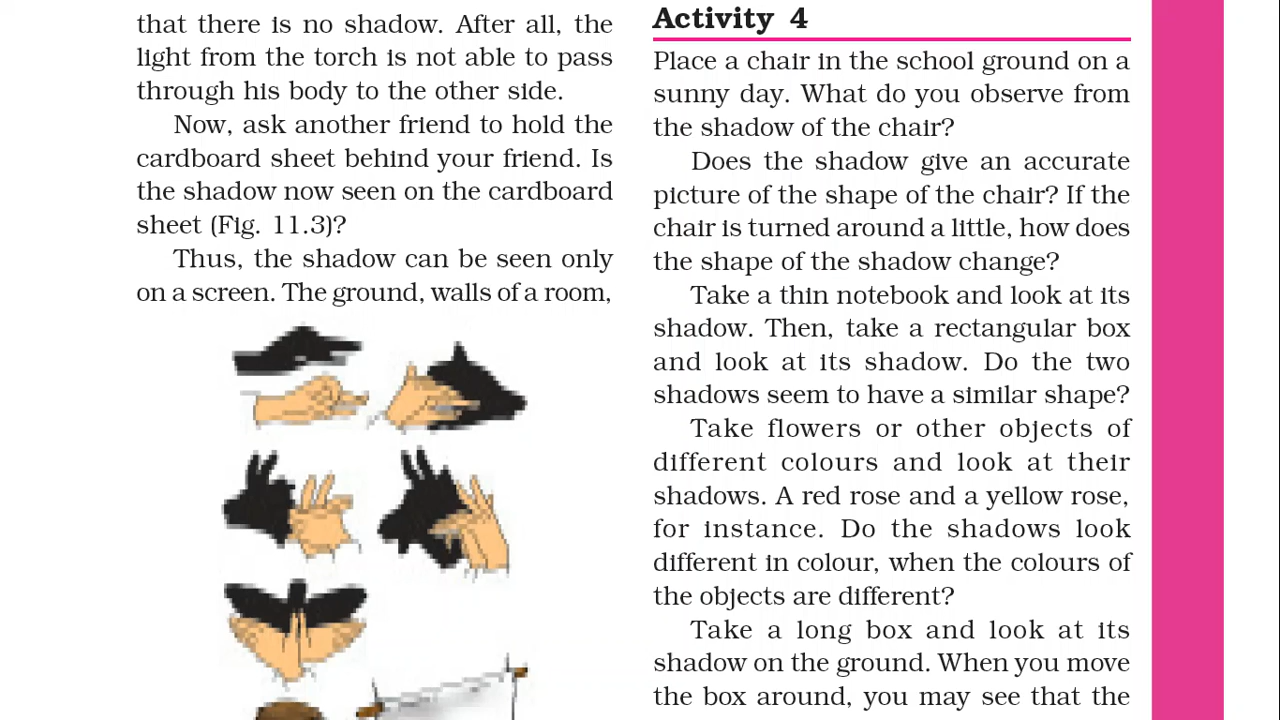 that there is no shadow. After all, the
light from the torch is not able to pass
through his body to the other side.
Now, ask another friend to hold the
cardboard sheet behind your friend. Is
the shadow now seen on the cardboard
sheet (Fig. 11.3)?
Thus, the shadow can be seen only
on a screen. The ground, walls of a room,
Activity 4
Place a chair in the school ground on a
sunny day. What do you observe from
the shadow of the chair?
Does the shadow give an accurate
picture of the shape of the chair? If the
chair is turned around a little, how does
the shape of the shadow change?
Take a thin notebook and look at its
shadow. Then, take a rectangular box
and look at its shadow. Do the two
shadows seem to have a similar shape?
Take flowers or other objects of
different colours and look at their
shadows. A red rose and a yellow rose,
for instance. Do the shadows look
different in colour, when the colours of
the objects are different?
Take a long box and look at its
shadow on the ground. When you move
the box around, you may see that the